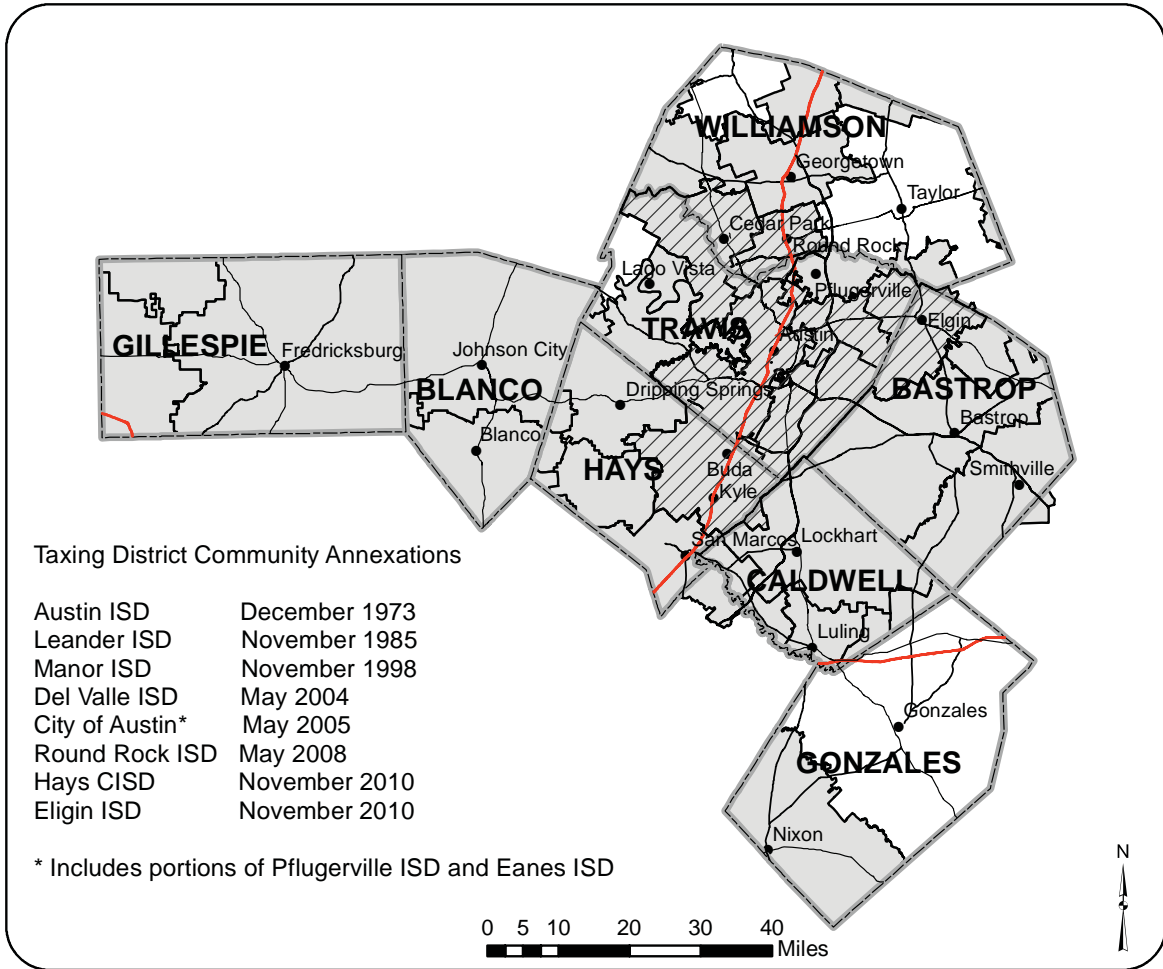 WILLIAMSON
Georgetown
Taylor
Cedar Park
Round Rock
Lago Vista
Pflugerville
TRAVIS
Austin
Elgin
GILLESPIE
Fredricksburg
Johnson City
BLANCO
Dripping Springs
BASTROP
Bastrop
Blanco
HAYS
Buda
Smithville
Kyle
San Marcos
Lockhart
CALDWELL
Luling
Gonzales
GONZALES
Nixon
Taxing District Community Annexations
Austin ISD December 1973
Leander ISD November 1985
Manor ISD November 1998
Del Valle ISD May 2004
City of Austin* May 2005
Round Rock ISD May 2008
Hays CISD November 2010
Eligin ISD November 2010
* Includes portions of Pflugerville ISD and Eanes ISD
N
0 5 10 20 30 40
Miles